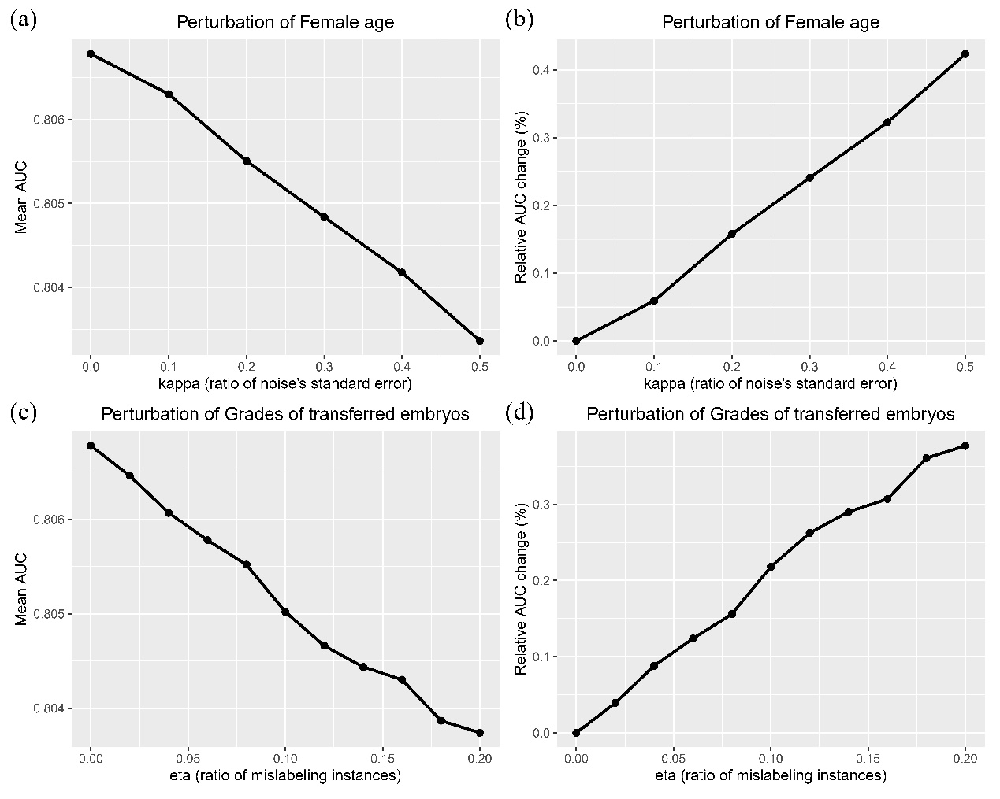 (a)
Perturbation of Female age
Mean AUC
0.806
0.805
0.804
0.0 0.1 0.2 0.3 0.4 0.5
kappa (ratio of noise's standard error)
(b)
Perturbation of Female age
Relative AUC change (%)
0.4
0.3
0.2
0.1
0.0
0.0 0.1 0.2 0.3 0.4 0.5
kappa (ratio of noise's standard error)
(c)
Perturbation of Grades of transferred embryos
Mean AUC
0.806
0.805
0.804
0.00 0.05 0.10 0.15 0.20
eta (ratio of mislabeling instances)
(d)
Perturbation of Grades of transferred embryos
Relative AUC change (%)
0.3
0.2
0.1
0.0
0.00 0.05 0.10 0.15 0.20
eta (ratio of mislabeling instances)